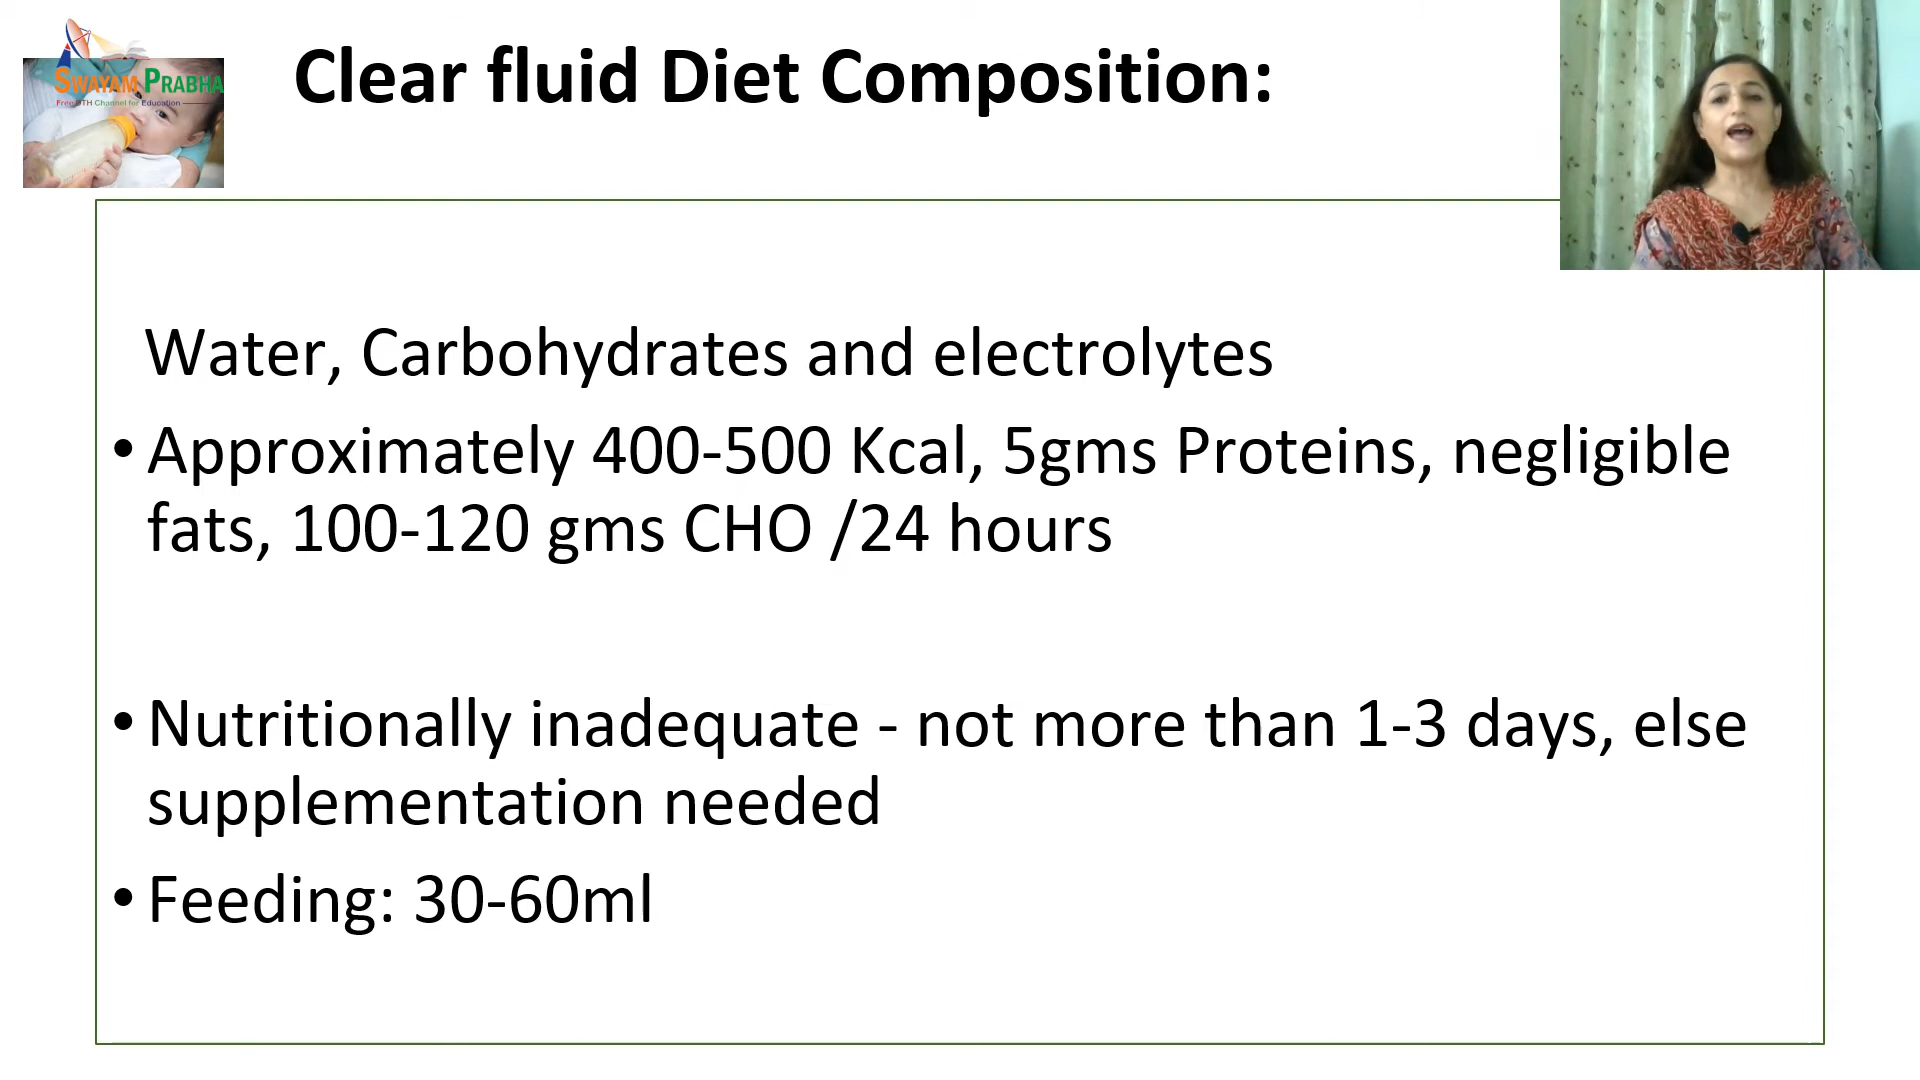 SWAYAM PRABHA
Free DTH Channel for Education
Clear fluid Diet Composition:
Water, Carbohydrates and electrolytes
• Approximately 400-500 Kcal, 5gms Proteins, negligible
fats, 100-120 gms CHO /24 hours
• Nutritionally inadequate - not more than 1-3 days, else
supplementation needed
• Feeding: 30-60ml